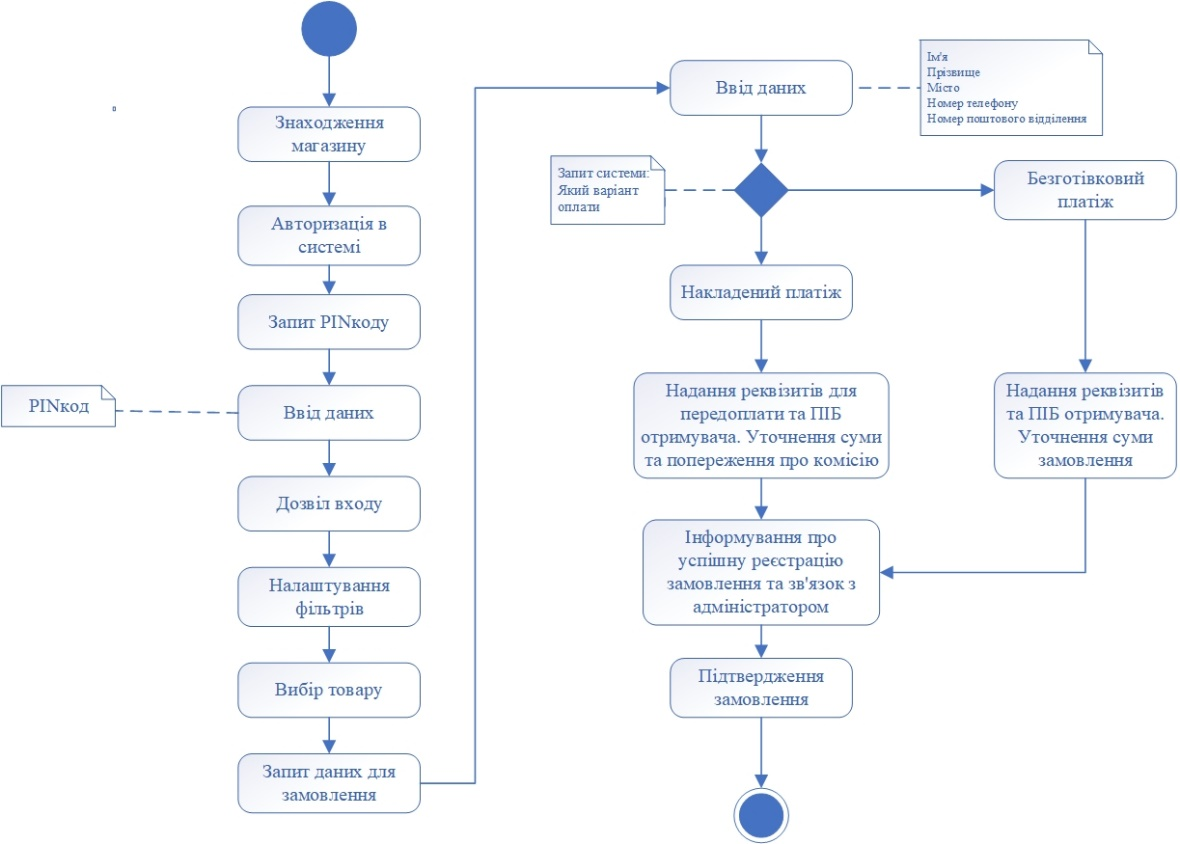 Знаходження
магазину
Авторизація в
системі
Запит PINкоду
PINкод
Ввід даних
Дозвіл входу
Налаштування
фільтрів
Вибір товару
Запит даних для
замовлення
Ввід даних
Ім'я
Прізвище
Місто
Номер телефону
Номер поштового відділення
Запит системи:
Який варіант
оплати
Безготівковий
платіж
Накладений платіж
Надання реквізитів для
передоплати та ПІБ
отримувача. Уточнення суми
та попереження про комісію
Надання реквізитів
та ПІБ отримувача.
Уточнення суми
замовлення
Інформування про
успішну реєстрацію
замовлення та зв'язок з
адміністратором
Підтвердження
замовлення